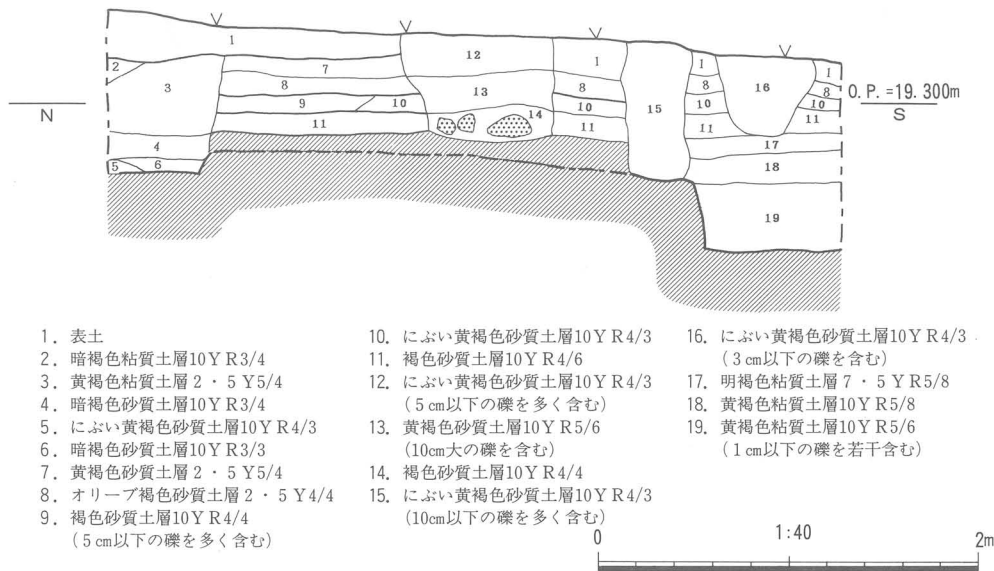 1
2
3
7
8
9
10
11
4
5
6
12
13
14
1
8
10
11
15
1
8
10
11
16
1
8
10
11
17
18
19
N
O.P.=19.300m
S
1. 表土
2. 暗褐色粘質土層10YR3/4
3. 黄褐色粘質土層2・5Y5/4
4. 暗褐色砂質土層10YR3/4
5. にぶい黄褐色砂質土層10YR4/3
6. 暗褐色砂質土層10YR3/3
7. 黄褐色砂質土層2・5Y5/4
8. オリーブ褐色砂質土層2・5Y4/4
9. 褐色砂質土層10YR4/4
(5cm以下の礫を多く含む)
10. にぶい黄褐色砂質土層10YR4/3
11. 褐色砂質土層10YR4/6
12. にぶい黄褐色砂質土層10YR4/3
(5cm以下の礫を多く含む)
13. 黄褐色砂質土層10YR5/6
(10cm大の礫を含む)
14. 褐色砂質土層10YR4/4
15. にぶい黄褐色砂質土層10YR4/3
(10cm以下の礫を多く含む)
16. にぶい黄褐色砂質土層10YR4/3
(3cm以下の礫を含む)
17. 明褐色粘質土層7・5YR5/8
18. 黄褐色粘質土層10YR5/8
19. 黄褐色粘質土層10YR5/6
(1cm以下の礫を若干含む)
0
1:40
2m